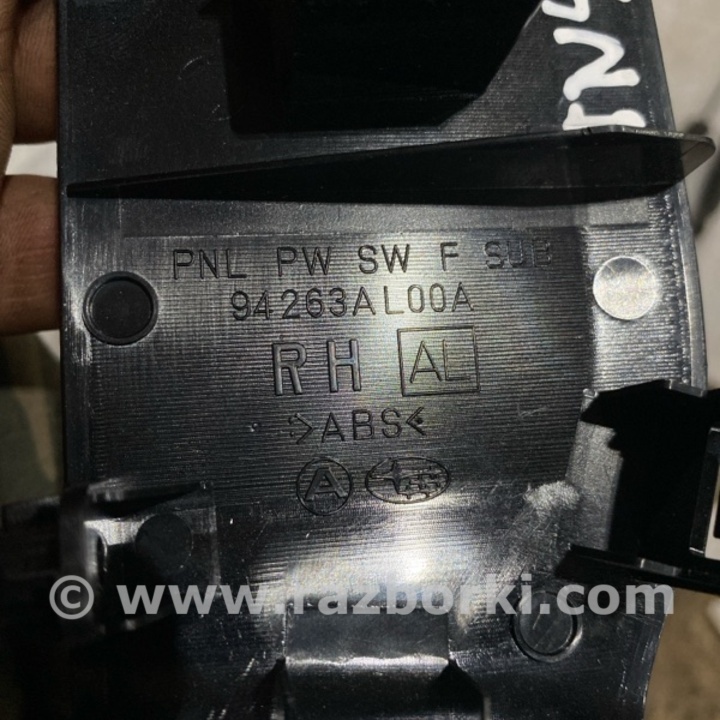 PNL PW SW F SUB
94263AL00A
RH AL
>ABS<
A
© www.razborki.com